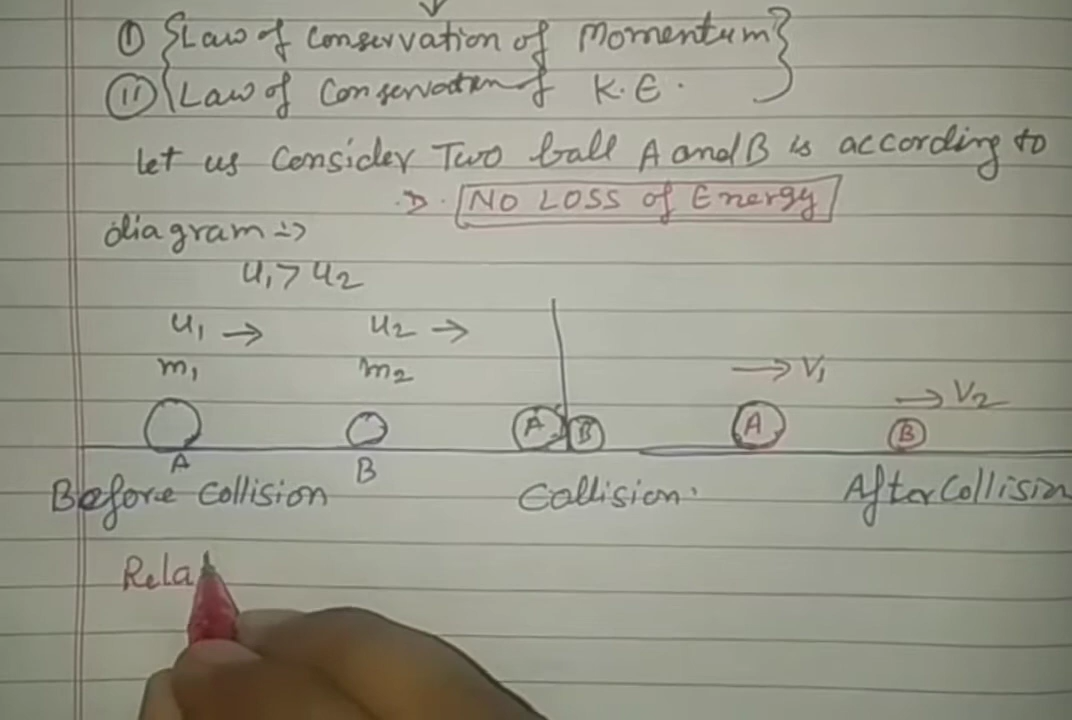 ① {Law of Conservation of Momentum}
② {Law of Conservation of K.E.}
let us Consider Two ball A and B is according to
NO LOSS of Energy
diagram ⇒
u₁ > u₂
u₁ → u₂ → 
m₁ m₂ → V₁
→ V₂
A B A B
A B
Before Collision Collision. After Collision
Rela